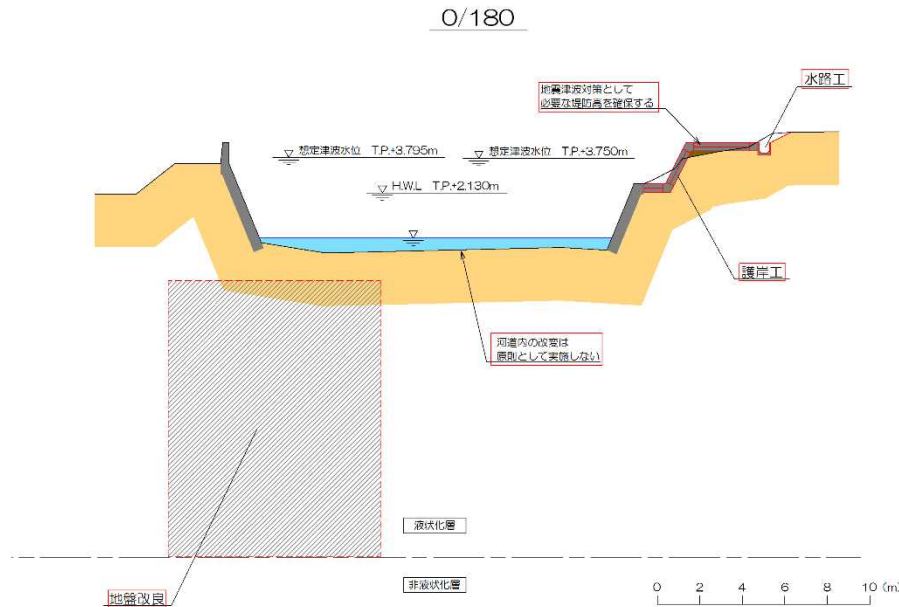 0/180
水路工
地震津波対策として
必要な堤防高を確保する
想定津波水位 T.P.+3.795m
想定津波水位 T.P.+3.750m
H.W.L T.P.+2.130m
護岸工
河道内の改変は
原則として実施しない
液状化層
非液状化層
地盤改良
0 2 4 6 8 10 (m)